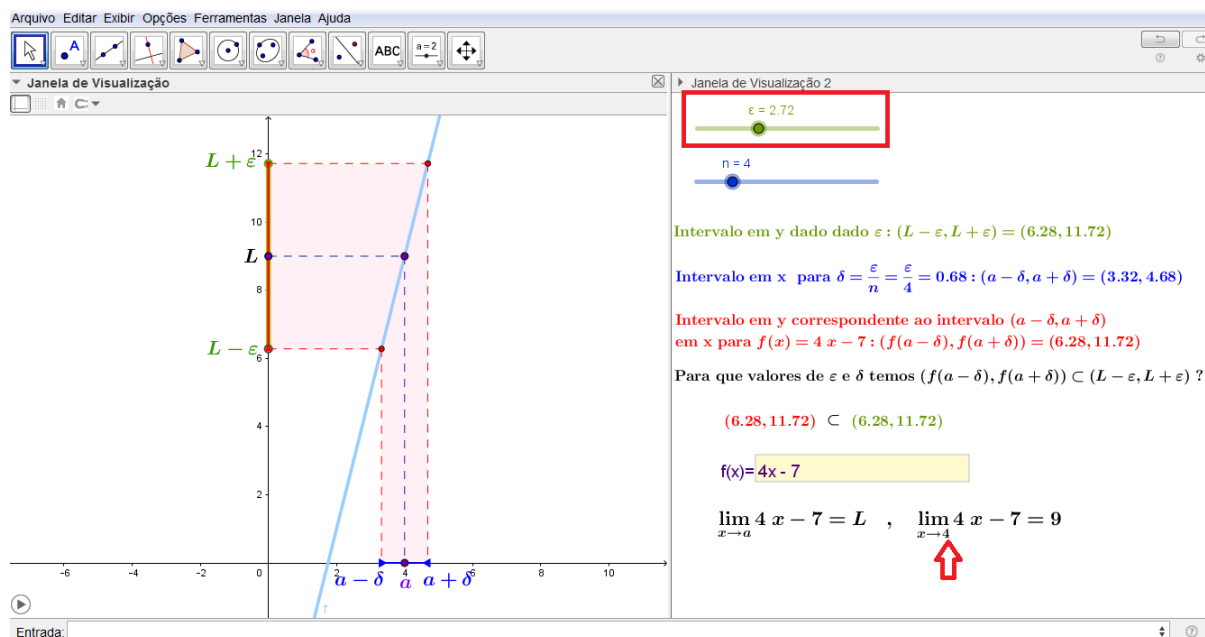 Arquivo Editar Exibir Opções Ferramentas Janela Ajuda
A
α
ABC
a=2
Janela de Visualização
Janela de Visualização 2
ε = 2.72
n = 4
L + ε
L
L − ε
12
10
8
6
4
2
-6
-4
-2
0
2
4
6
8
10
a − δ
a
a + δ
f
Intervalo em y dado dado ε : (L − ε, L + ε) = (6.28, 11.72)
Intervalo em x para δ = ε/n = ε/4 = 0.68 : (a − δ, a + δ) = (3.32, 4.68)
Intervalo em y correspondente ao intervalo (a − δ, a + δ)
em x para f(x) = 4 x − 7 : (f(a − δ), f(a + δ)) = (6.28, 11.72)
Para que valores de ε e δ temos (f(a − δ), f(a + δ)) ⊂ (L − ε, L + ε) ?
(6.28, 11.72) ⊂ (6.28, 11.72)
f(x)= 4x - 7
lim x→a 4 x − 7 = L , lim x→4 4 x − 7 = 9
Entrada: